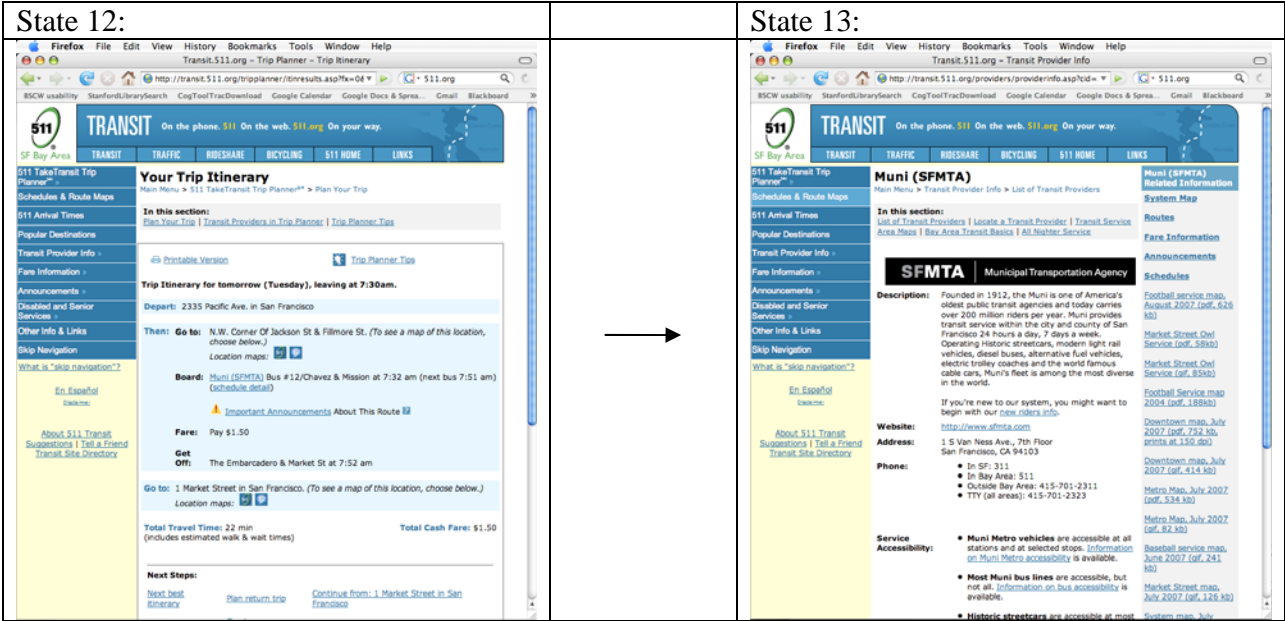 State 12:
Firefox File Edit View History Bookmarks Tools Window Help
Transit.511.org – Trip Planner – Trip Itinerary
http://transit.511.org/tripplanner/itinresults.asp?fx=06
511.org
BSCW usability StanfordLibrarySearch CogToolTracDownload Google Calendar Google Docs & Sprea... Gmail Blackboard
511
SF Bay Area
TRANSIT On the phone. 511 On the web. 511.org On your way.
TRANSIT TRAFFIC RIDESHARE BICYCLING 511 HOME LINKS
511 TakeTransit Trip
Planner℠ »
Schedules & Route Maps
511 Arrival Times
Popular Destinations
Transit Provider Info »
Fare Information »
Announcements »
Disabled and Senior
Services »
Other Info & Links
Skip Navigation
What is "skip navigation"?
En Español
About 511 Transit
Suggestions | Tell a Friend
Transit Site Directory
Your Trip Itinerary
Main Menu > 511 TakeTransit Trip Planner℠ > Plan Your Trip
In this section:
Plan Your Trip | Transit Providers in Trip Planner | Trip Planner Tips
Printable Version Trip Planner Tips
Trip Itinerary for tomorrow (Tuesday), leaving at 7:30am.
Depart: 2335 Pacific Ave. in San Francisco
Then: Go to: N.W. Corner Of Jackson St & Fillmore St. (To see a map of this location,
choose below.)
Location maps:
Board: Muni (SFMTA) Bus #12/Chavez & Mission at 7:32 am (next bus 7:51 am)
(schedule detail)
Important Announcements About This Route
Fare: Pay $1.50
Get
Off: The Embarcadero & Market St at 7:52 am
Go to: 1 Market Street in San Francisco. (To see a map of this location, choose below.)
Location maps:
Total Travel Time: 22 min Total Cash Fare: $1.50
(includes estimated walk & wait times)
Next Steps:
Next best
itinerary
Plan return trip
Continue from: 1 Market Street in San
Francisco
State 13:
Firefox File Edit View History Bookmarks Tools Window Help
Transit.511.org – Transit Provider Info
http://transit.511.org/providers/providerinfo.asp?cid=
511.org
BSCW usability StanfordLibrarySearch CogToolTracDownload Google Calendar Google Docs & Sprea... Gmail Blackboard
511
SF Bay Area
TRANSIT On the phone. 511 On the web. 511.org On your way.
TRANSIT TRAFFIC RIDESHARE BICYCLING 511 HOME LINKS
511 TakeTransit Trip
Planner℠ »
Schedules & Route Maps
511 Arrival Times
Popular Destinations
Transit Provider Info »
Fare Information »
Announcements »
Disabled and Senior
Services »
Other Info & Links
Skip Navigation
What is "skip navigation"?
En Español
About 511 Transit
Suggestions | Tell a Friend
Transit Site Directory
Muni (SFMTA)
Main Menu > Transit Provider Info > List of Transit Providers
In this section:
List of Transit Providers | Locate a Transit Provider | Transit Service
Area Maps | Bay Area Transit Basics | All Nighter Service
SFMTA Municipal Transportation Agency
Description: Founded in 1912, the Muni is one of America's
oldest public transit agencies and today carries
over 200 million riders per year. Muni provides
transit service within the city and county of San
Francisco 24 hours a day, 7 days a week.
Operating Historic streetcars, modern light rail
vehicles, diesel buses, alternative fuel vehicles,
electric trolley coaches and the world famous
cable cars, Muni's fleet is among the most diverse
in the world.
If you're new to our system, you might want to
begin with our new riders info.
Website: http://www.sfmta.com
Address: 1 S Van Ness Ave., 7th Floor
San Francisco, CA 94103
Phone: • In SF: 311
• In Bay Area: 511
• Outside Bay Area: 415-701-2311
• TTY (all areas): 415-701-2323
Service
Accessibility:
• Muni Metro vehicles are accessible at all
stations and at selected stops. Information
on Muni Metro accessibility is available.
• Most Muni bus lines are accessible, but
not all. Information on bus accessibility is
available.
• Historic streetcars are accessible at most
Muni (SFMTA)
Related Information
System Map
Routes
Fare Information
Announcements
Schedules
Football service map,
August 2007 (pdf, 626
kb)
Market Street Owl
Service (pdf, 58kb)
Market Street Owl
Service (gif, 85kb)
Football Service map
2004 (pdf, 188kb)
Downtown map, July
2007 (pdf, 752 kb,
prints at 150 dpi)
Downtown map, July
2007 (gif, 414 kb)
Metro Map, July 2007
(pdf, 534 kb)
Metro Map, July 2007
(gif, 82 kb)
Baseball service map,
June 2007 (gif, 241
kb)
Market Street map,
July 2007 (gif, 126 kb)
System map, July